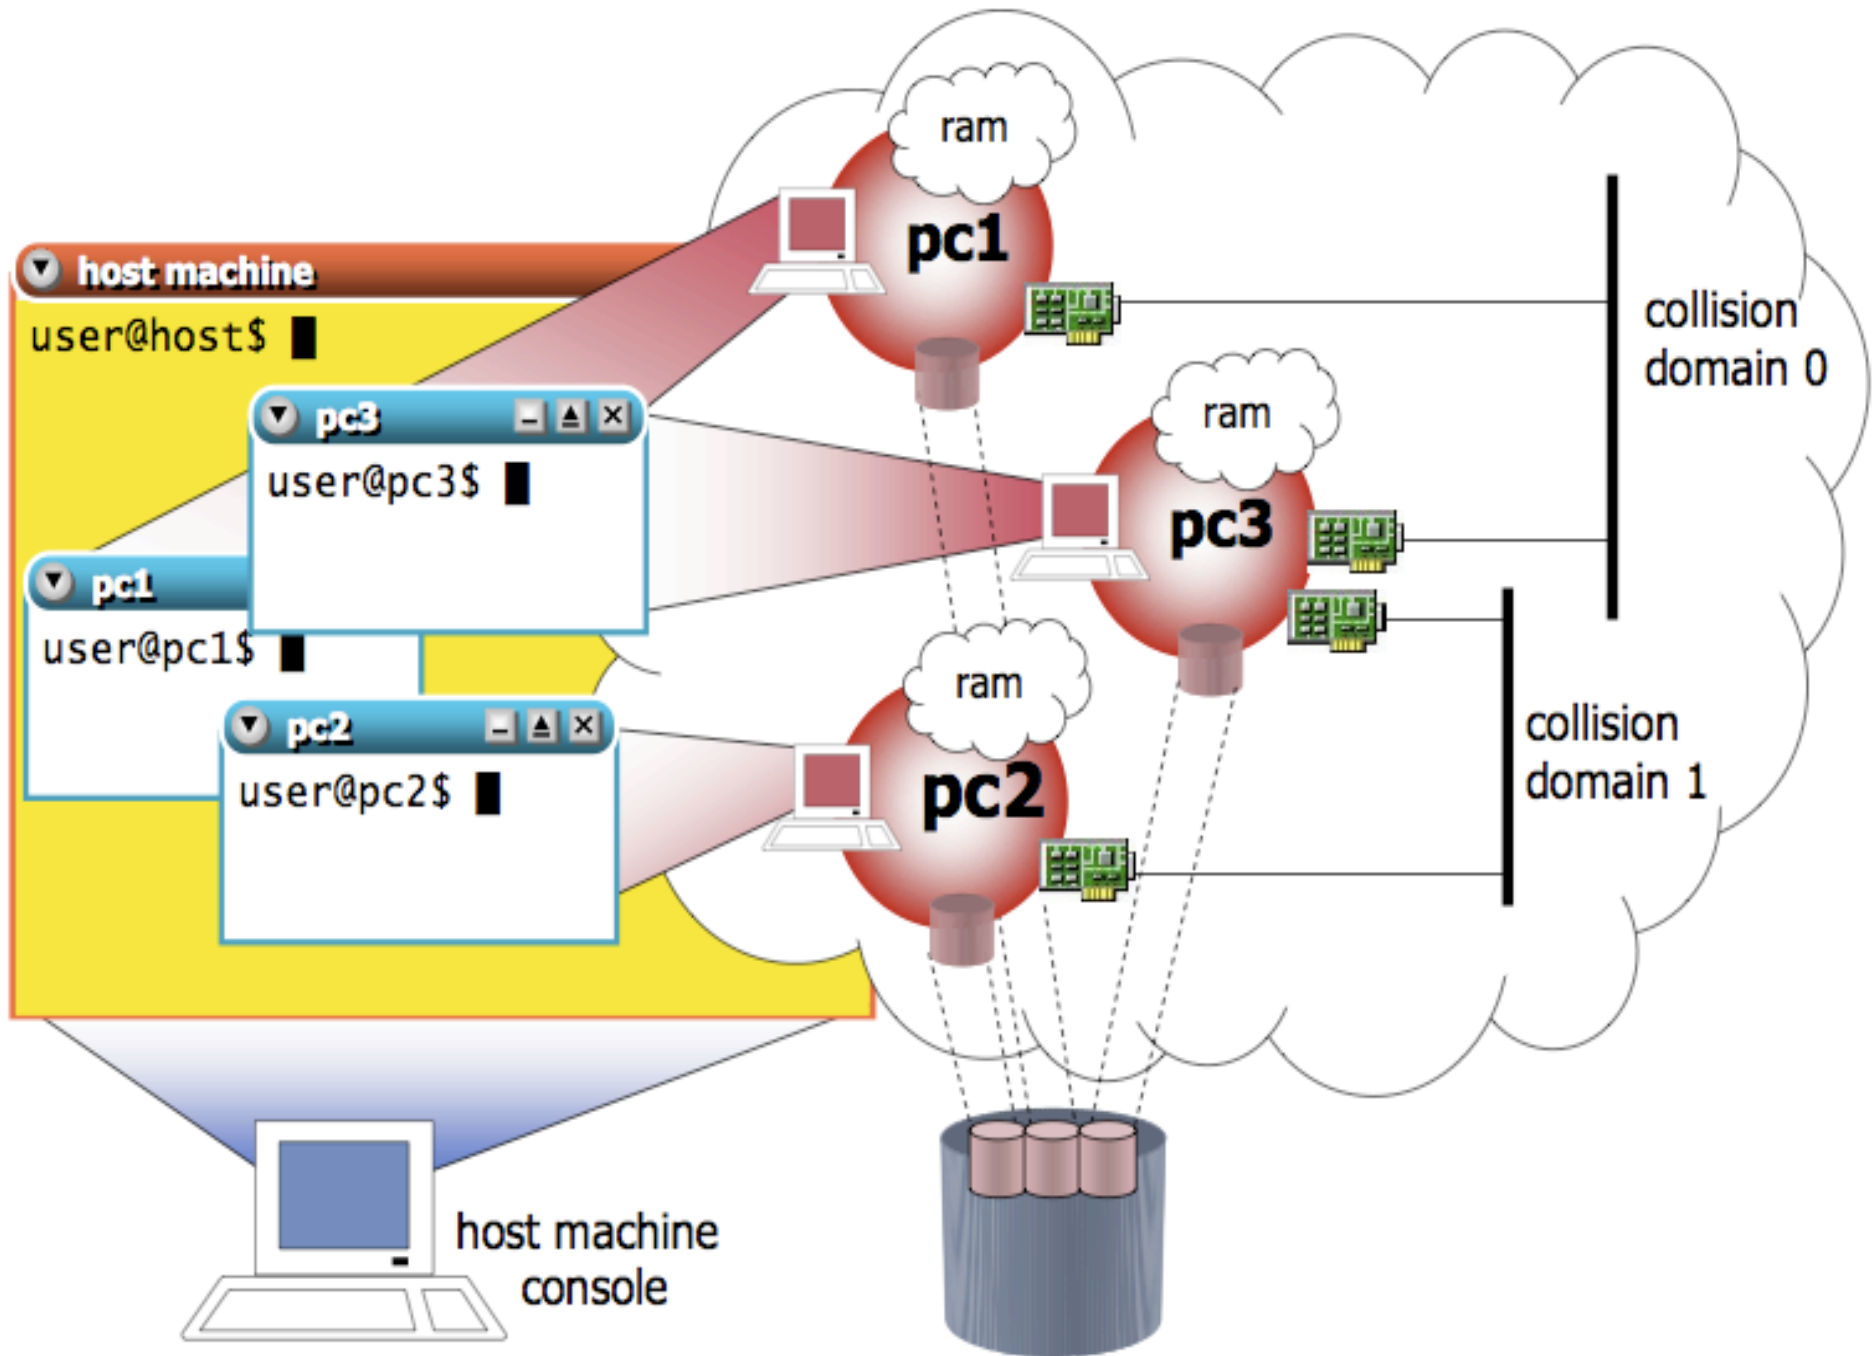 ram
pc1
host machine
user@host$
collision
domain 0
pc3
user@pc3$
ram
pc3
pc1
user@pc1$
ram
pc2
pc2
user@pc2$
collision
domain 1
host machine
console